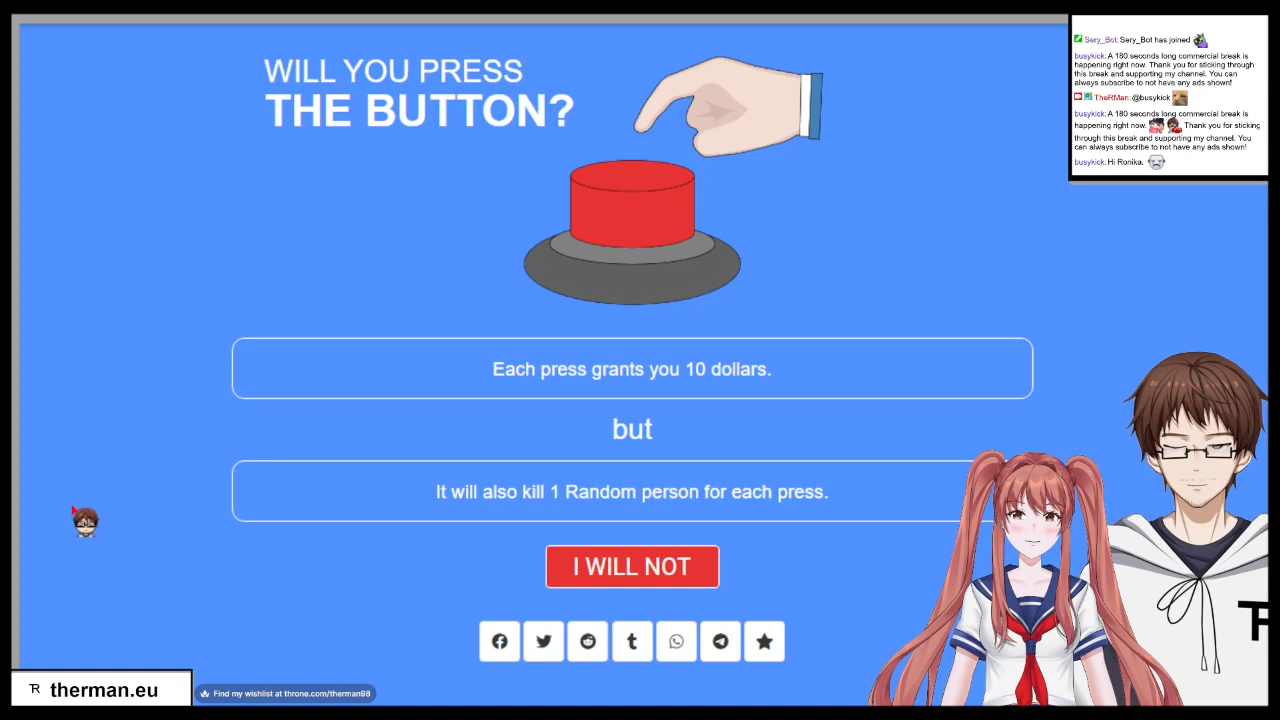 WILL YOU PRESS
THE BUTTON?
Each press grants you 10 dollars.
but
It will also kill 1 Random person for each press.
I WILL NOT
Sery_Bot: Sery_Bot has joined
busykick: A 180 seconds long commercial break is
happening right now. Thank you for sticking through
this break and supporting my channel. You can
always subscribe to not have any ads shown!
TheRMan: @busykick
busykick: A 180 seconds long commercial break is
happening right now. Thank you for sticking
through this break and supporting my channel. You
can always subscribe to not have any ads shown!
busykick: Hi Ronika.
TR therman.eu
Find my wishlist at throne.com/therman98
TR